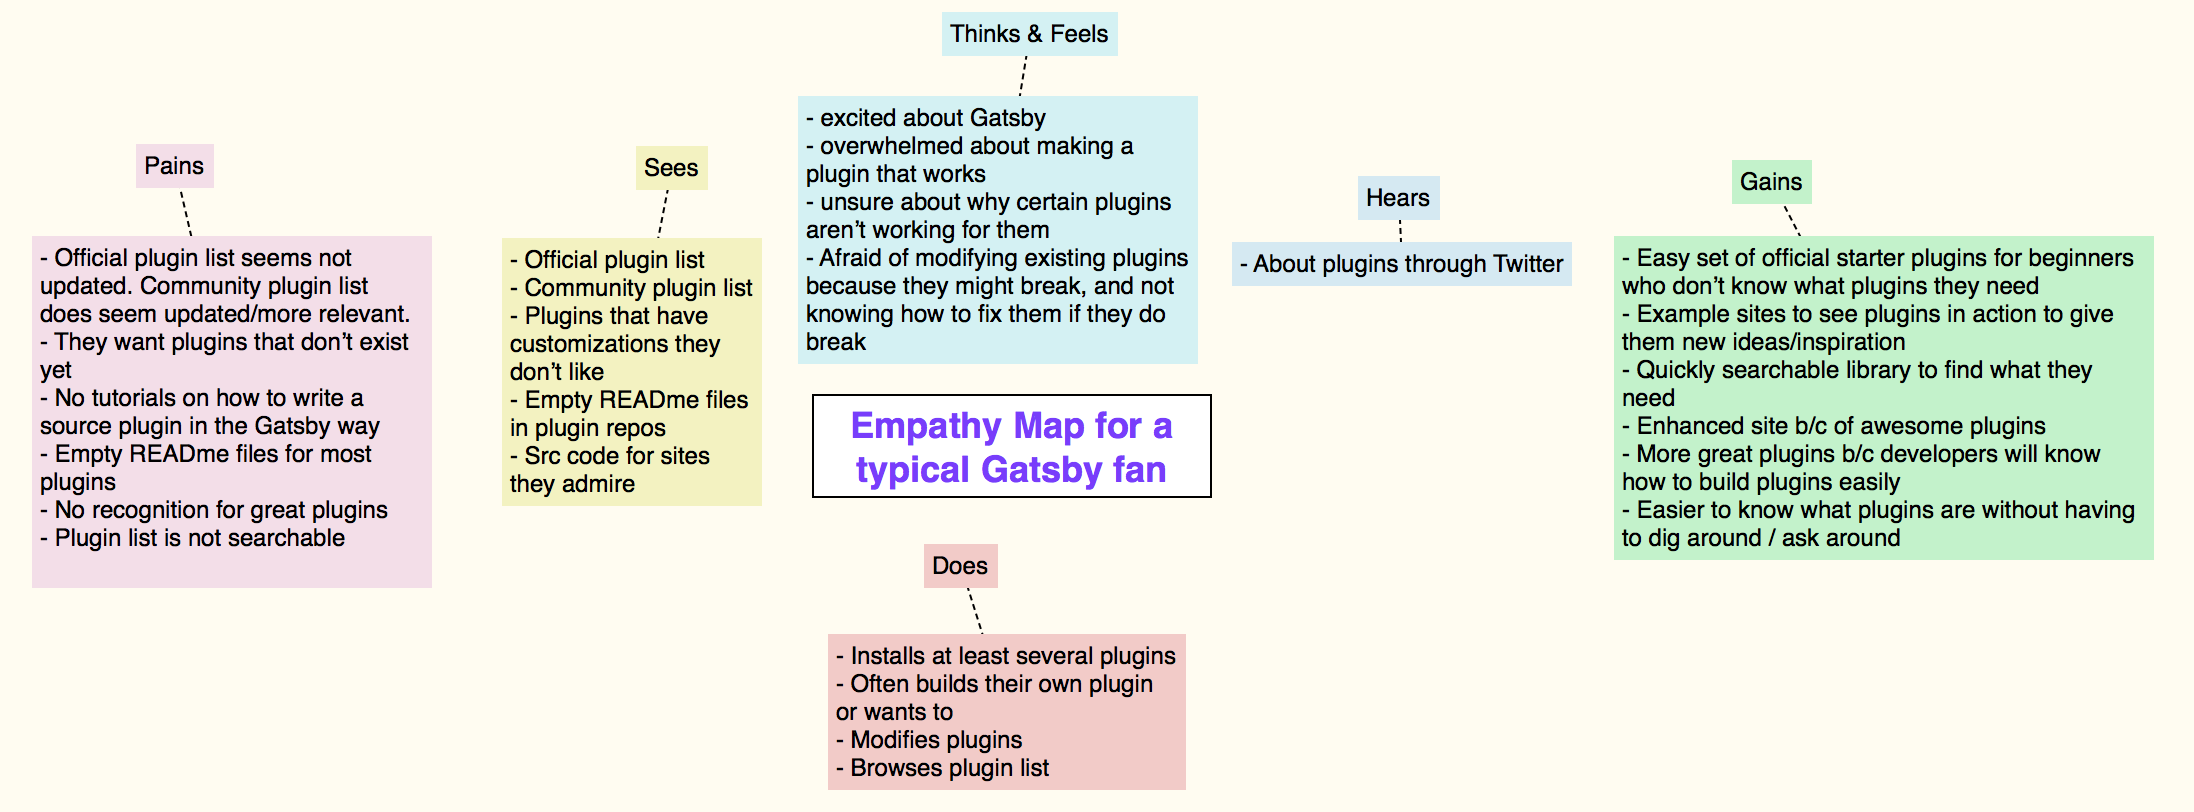 Thinks & Feels
- excited about Gatsby
- overwhelmed about making a
plugin that works
- unsure about why certain plugins
aren’t working for them
- Afraid of modifying existing plugins
because they might break, and not
knowing how to fix them if they do
break
Pains
- Official plugin list seems not
updated. Community plugin list
does seem updated/more relevant.
- They want plugins that don’t exist
yet
- No tutorials on how to write a
source plugin in the Gatsby way
- Empty READme files for most
plugins
- No recognition for great plugins
- Plugin list is not searchable
Sees
- Official plugin list
- Community plugin list
- Plugins that have
customizations they
don’t like
- Empty READme files
in plugin repos
- Src code for sites
they admire
Hears
- About plugins through Twitter
Gains
- Easy set of official starter plugins for beginners
who don’t know what plugins they need
- Example sites to see plugins in action to give
them new ideas/inspiration
- Quickly searchable library to find what they
need
- Enhanced site b/c of awesome plugins
- More great plugins b/c developers will know
how to build plugins easily
- Easier to know what plugins are without having
to dig around / ask around
Empathy Map for a
typical Gatsby fan
Does
- Installs at least several plugins
- Often builds their own plugin
or wants to
- Modifies plugins
- Browses plugin list